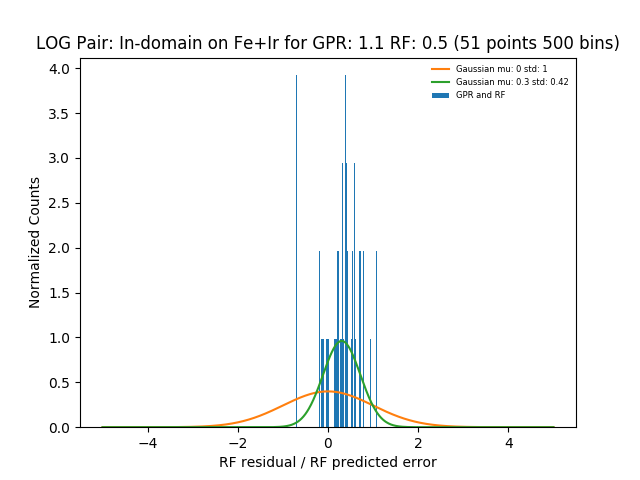 LOG Pair: In-domain on Fe+Ir for GPR: 1.1 RF: 0.5 (51 points 500 bins)
Gaussian mu: 0 std: 1
Gaussian mu: 0.3 std: 0.42
GPR and RF
Normalized Counts
4.0
3.5
3.0
2.5
2.0
1.5
1.0
0.5
0.0
−4
−2
0
2
4
RF residual / RF predicted error